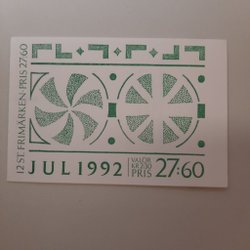 12 ST. FRIMÄRKEN·PRIS 27:60
JUL 1992
VALÖR
KR 2:30
PRIS
27:60